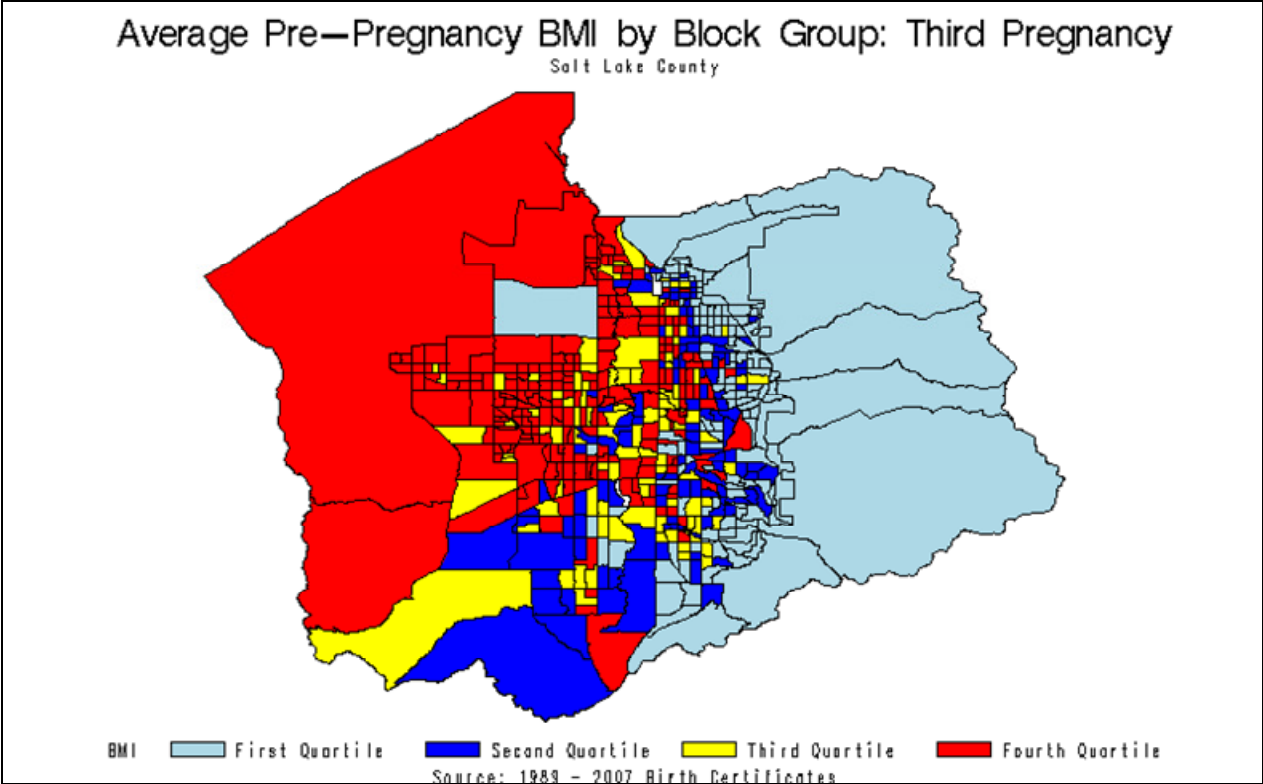 Average Pre-Pregnancy BMI by Block Group: Third Pregnancy
Salt Lake County
BMI First Quartile Second Quartile Third Quartile Fourth Quartile
Source: 1989 - 2007 Birth Certificates